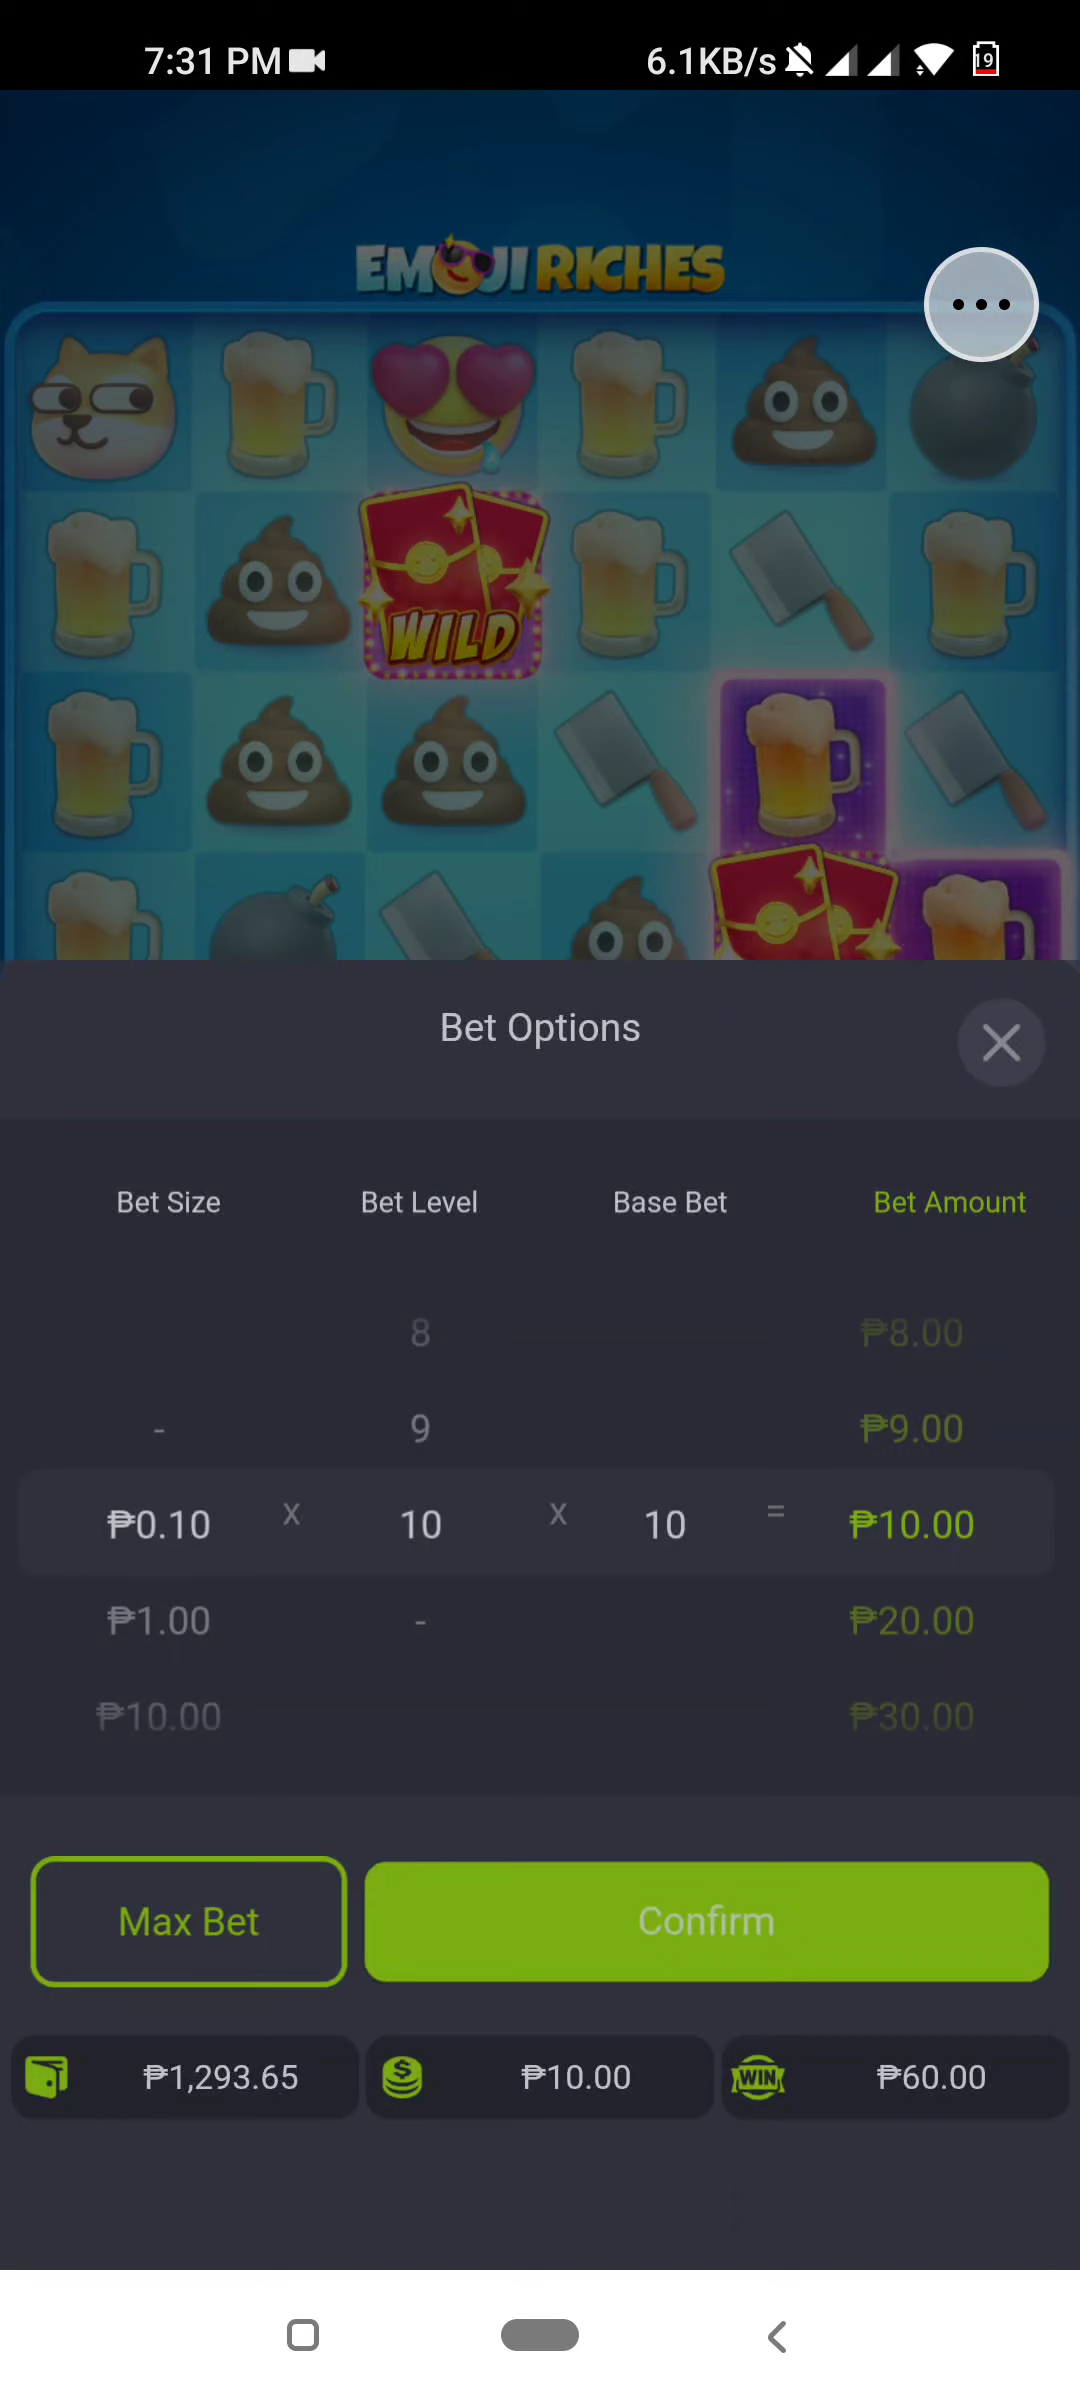 7:31 PM 6.1KB/s 19
EMOJI RICHES
WILD
Bet Options
Bet Size Bet Level Base Bet Bet Amount
8 ₱8.00
- 9 ₱9.00
₱0.10 x 10 x 10 = ₱10.00
₱1.00 - ₱20.00
₱10.00 ₱30.00
Max Bet Confirm
₱1,293.65 $ ₱10.00 WIN ₱60.00